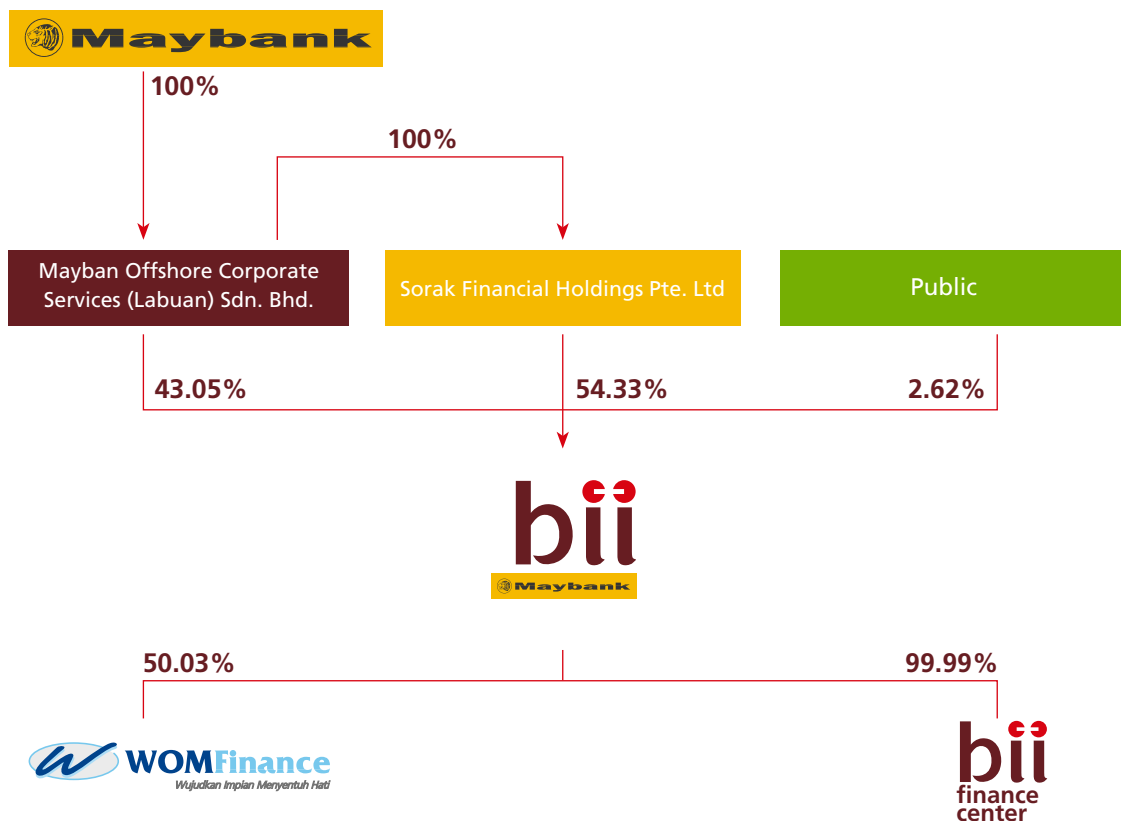 Maybank
100%
100%
Mayban Offshore Corporate
Services (Labuan) Sdn. Bhd.
Sorak Financial Holdings Pte. Ltd
Public
43.05%
54.33%
2.62%
bii
Maybank
50.03%
99.99%
WOMFinance
Wujudkan Impian Menyentuh Hati
bii
finance
center